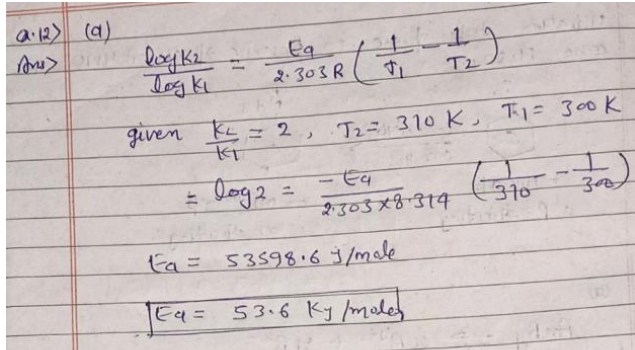 Q.12> (a)
Ans> log K2 / log K1 = Ea / 2.303 R ( 1/T1 - 1/T2 )
given K2/K1 = 2, T2 = 310 K, T1 = 300 K
= log 2 = -Ea / 2.303 x 8.314 ( 1/310 - 1/300 )
Ea = 53598.6 J/mole
Ea = 53.6 KJ/moles